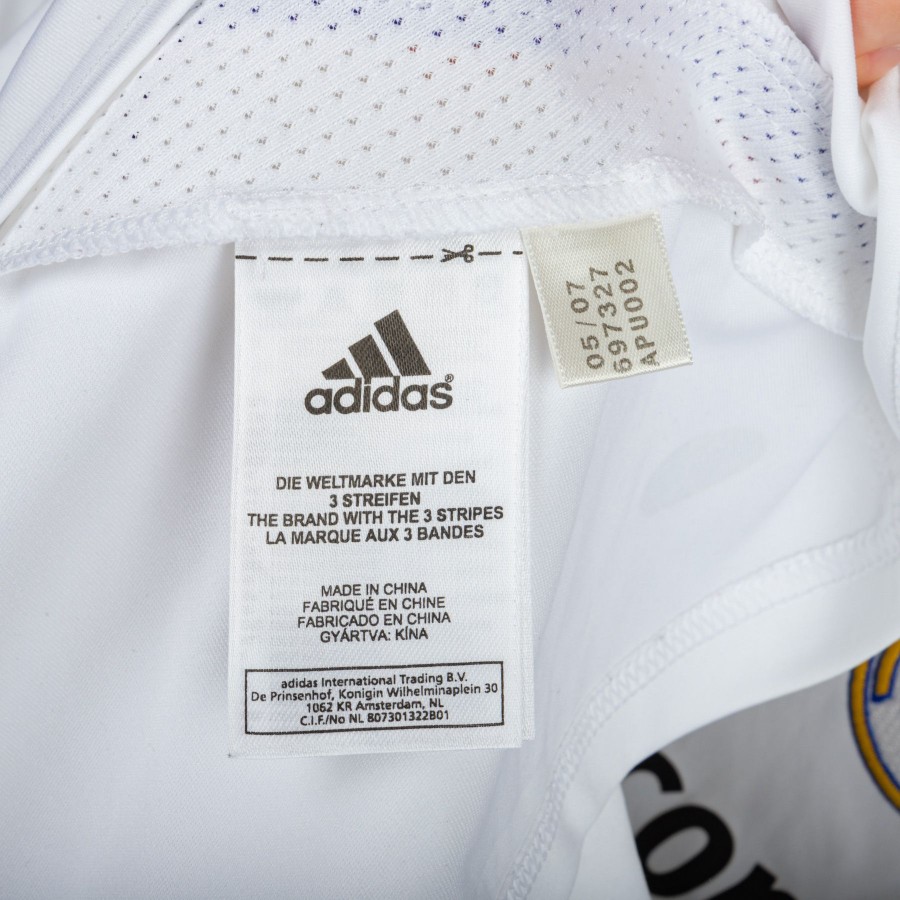 adidas®
DIE WELTMARKE MIT DEN
3 STREIFEN
THE BRAND WITH THE 3 STRIPES
LA MARQUE AUX 3 BANDES
MADE IN CHINA
FABRIQUÉ EN CHINE
FABRICADO EN CHINA
GYÁRTVA: KÍNA
adidas International Trading B.V.
De Prinsenhof, Konigin Wilhelminaplein 30
1062 KR Amsterdam, NL
C.I.F./No NL B07301322B01
05/07
697327
APU002